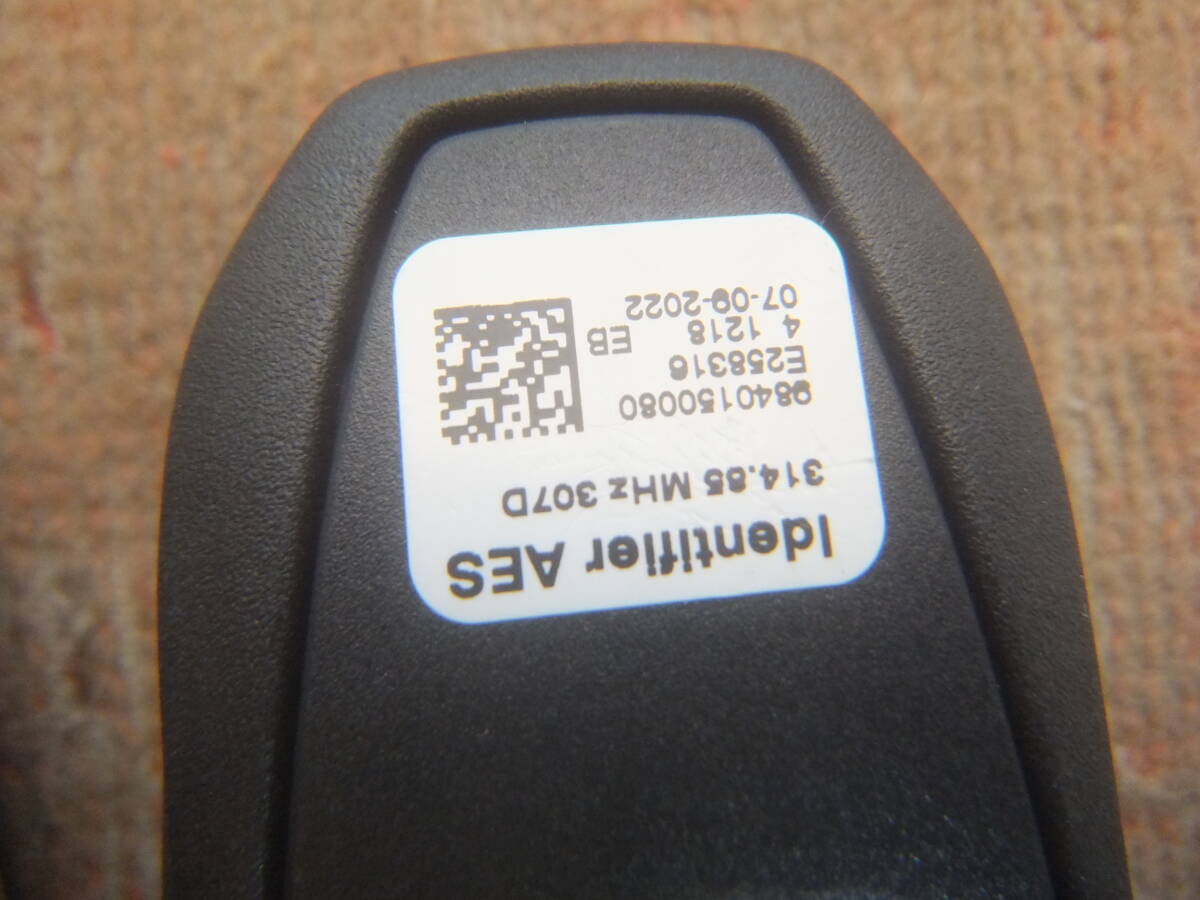 Identifier AES
314.85 MHz 307D
9840150080
E258316
4 1218 EB
07-09-2022